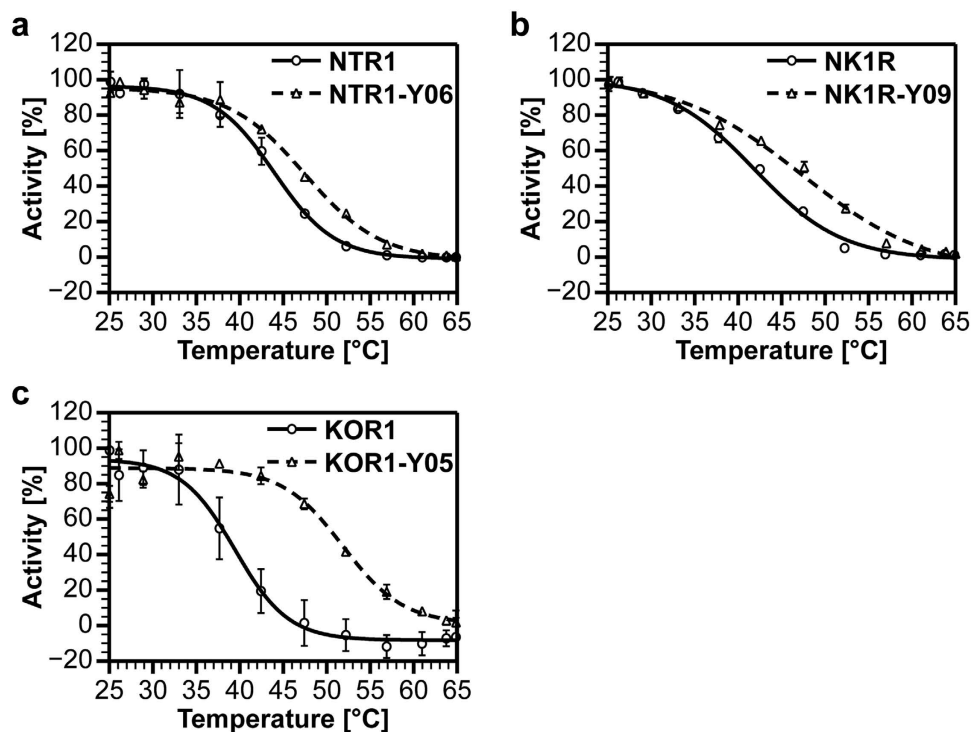 a
120
100
80
60
40
20
0
−20
Activity [%]
NTR1
NTR1-Y06
25 30 35 40 45 50 55 60 65
Temperature [°C]
b
120
100
80
60
40
20
0
−20
Activity [%]
NK1R
NK1R-Y09
25 30 35 40 45 50 55 60 65
Temperature [°C]
c
120
100
80
60
40
20
0
−20
Activity [%]
KOR1
KOR1-Y05
25 30 35 40 45 50 55 60 65
Temperature [°C]